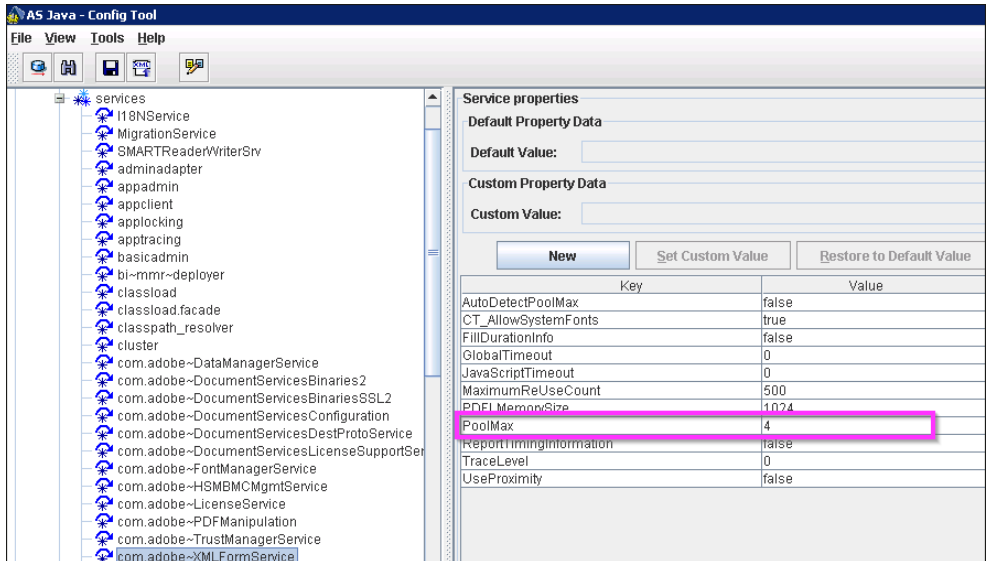 AS Java - Config Tool
File View Tools Help
services
I18NService
MigrationService
SMARTReaderWriterSrv
adminadapter
appadmin
appclient
applocking
apptracing
basicadmin
bi~mmr~deployer
classload
classload.facade
classpath_resolver
cluster
com.adobe~DataManagerService
com.adobe~DocumentServicesBinaries2
com.adobe~DocumentServicesBinariesSSL2
com.adobe~DocumentServicesConfiguration
com.adobe~DocumentServicesDestProtoService
com.adobe~DocumentServicesLicenseSupportSer
com.adobe~FontManagerService
com.adobe~HSMBMCMgmtService
com.adobe~LicenseService
com.adobe~PDFManipulation
com.adobe~TrustManagerService
com.adobe~XMLFormService
Service properties
Default Property Data
Default Value:
Custom Property Data
Custom Value:
New Set Custom Value Restore to Default Value
Key Value
AutoDetectPoolMax false
CT_AllowSystemFonts true
FillDurationInfo false
GlobalTimeout 0
JavaScriptTimeout 0
MaximumReUseCount 500
PDFLMemorySize 1024
PoolMax 4
ReportTimingInformation false
TraceLevel 0
UseProximity false